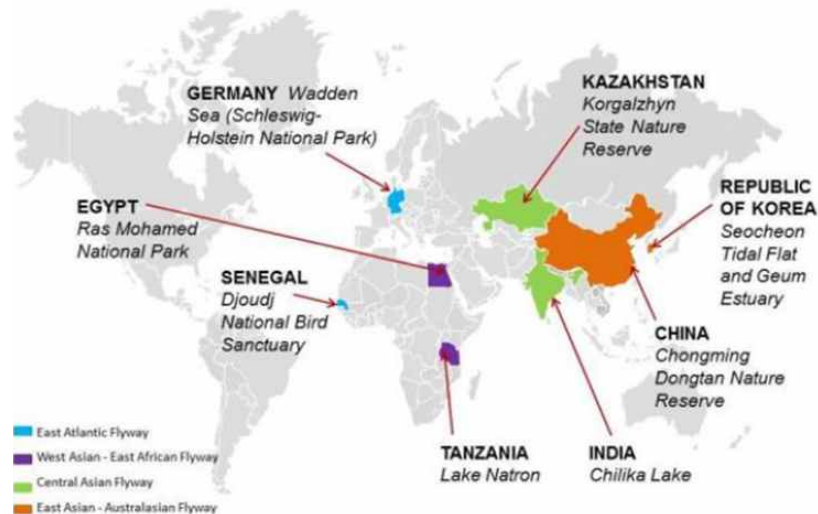 GERMANY Wadden
Sea (Schleswig-
Holstein National Park)
KAZAKHSTAN
Korgalzhyn
State Nature
Reserve
EGYPT
Ras Mohamed
National Park
REPUBLIC
OF KOREA
Seocheon
Tidal Flat
and Geum
Estuary
SENEGAL
Djoudj
National Bird
Sanctuary
CHINA
Chongming
Dongtan Nature
Reserve
TANZANIA
Lake Natron
INDIA
Chilika Lake
East Atlantic Flyway
West Asian - East African Flyway
Central Asian Flyway
East Asian - Australasian Flyway